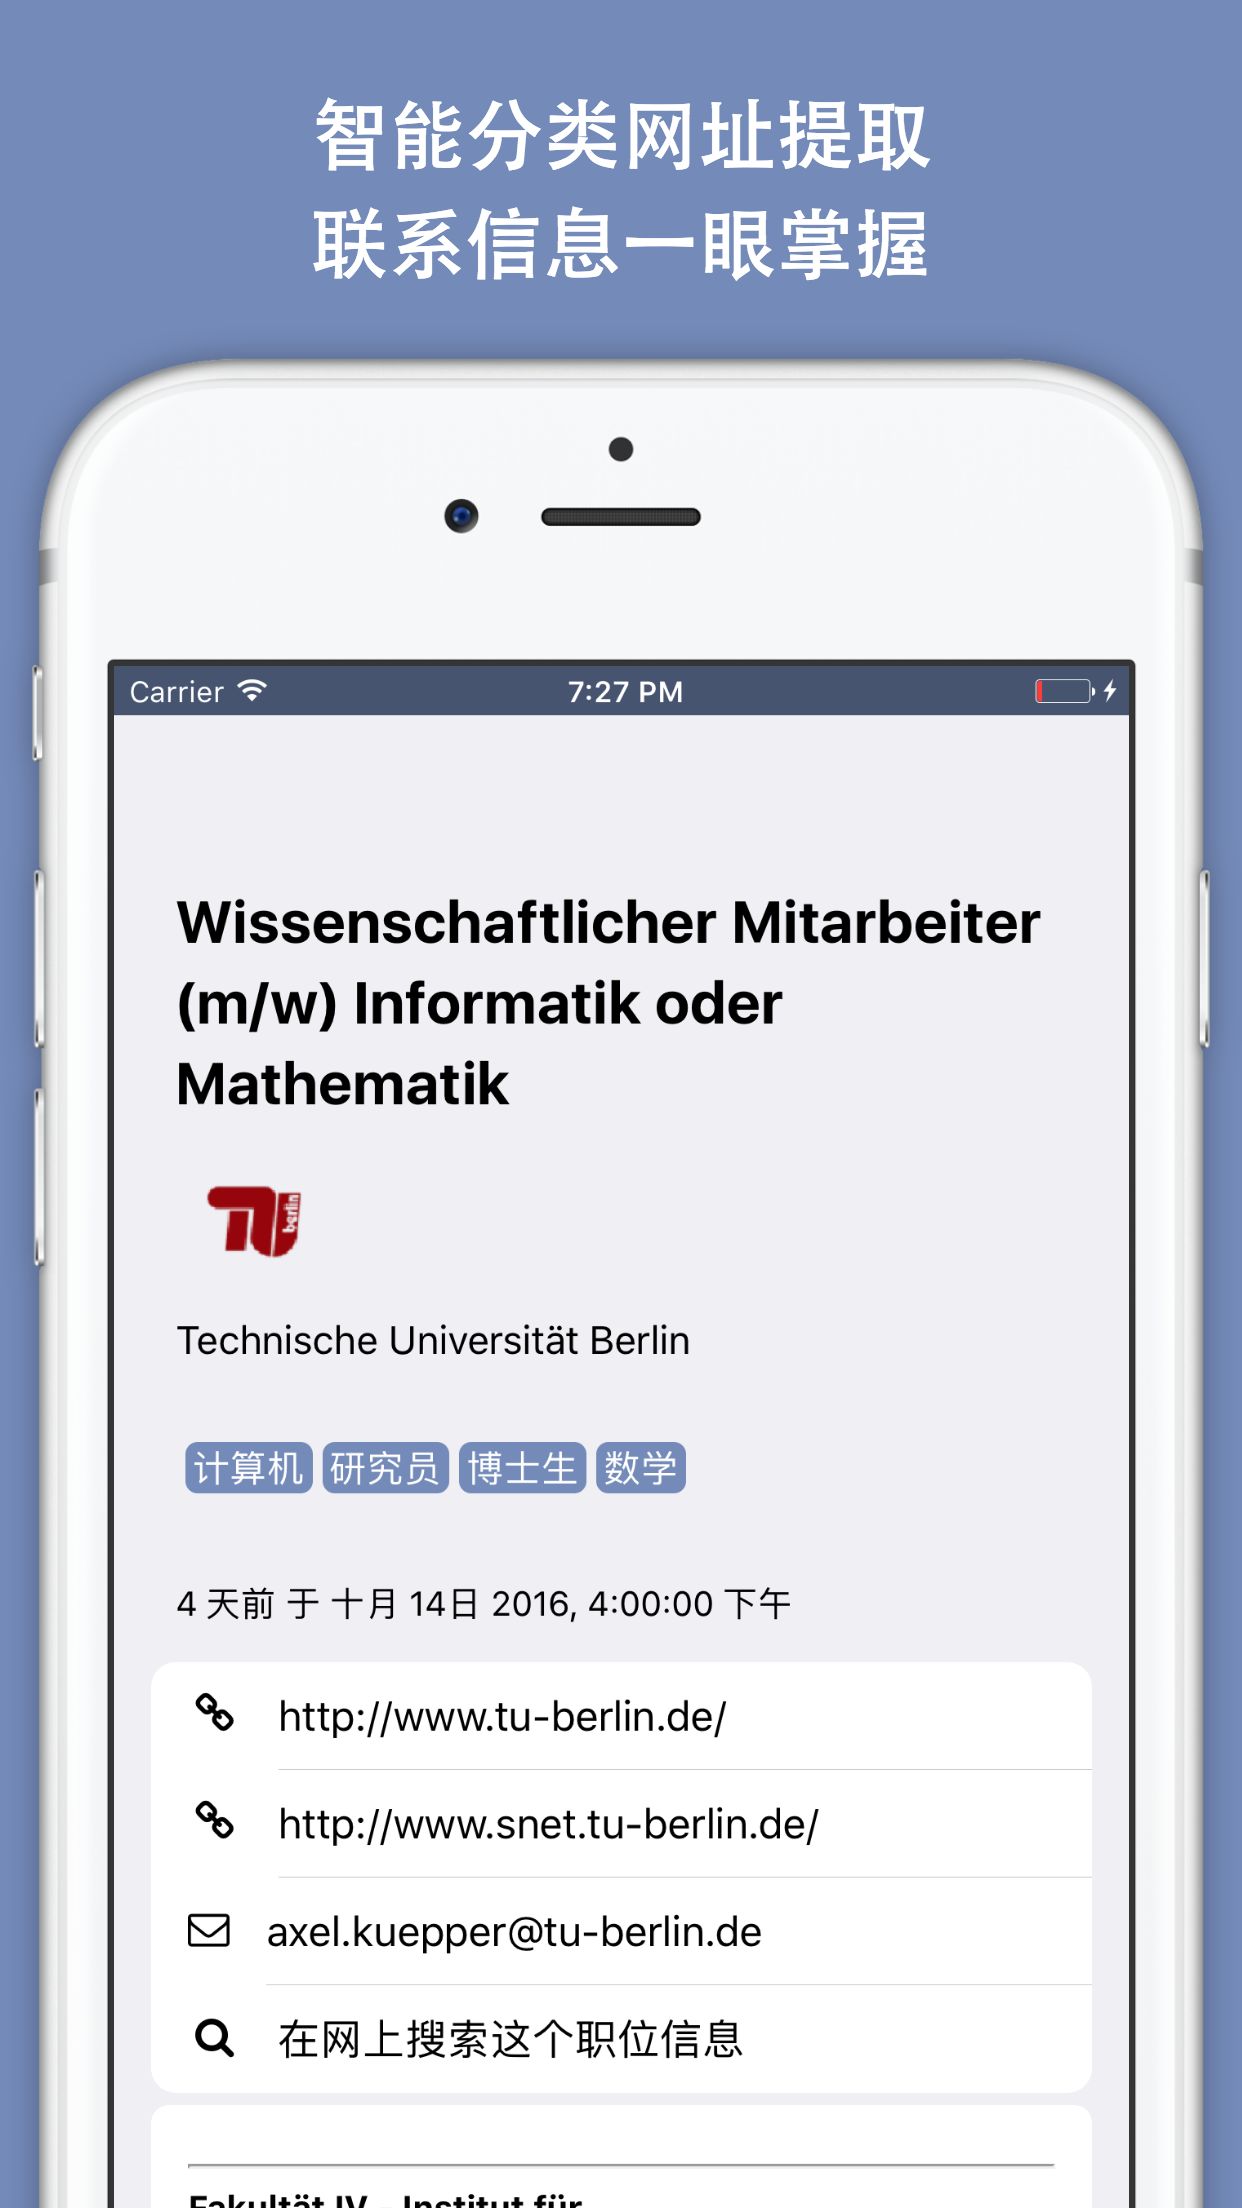 智能分类网址提取
联系信息一眼掌握
Carrier 7:27 PM
Wissenschaftlicher Mitarbeiter
(m/w) Informatik oder
Mathematik
berlin
Technische Universität Berlin
计算机 研究员 博士生 数学
4 天前 于 十月 14日 2016, 4:00:00 下午
http://www.tu-berlin.de/
http://www.snet.tu-berlin.de/
axel.kuepper@tu-berlin.de
在网上搜索这个职位信息
Fakultät IV - Institut für